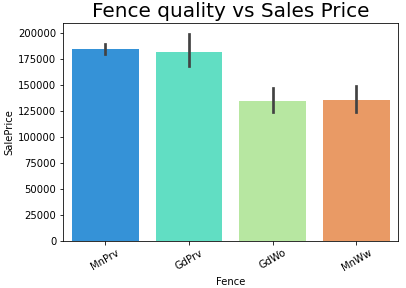 Fence quality vs Sales Price
SalePrice
200000
175000
150000
125000
100000
75000
50000
25000
0
MnPrv
GdPrv
GdWo
MnWw
Fence